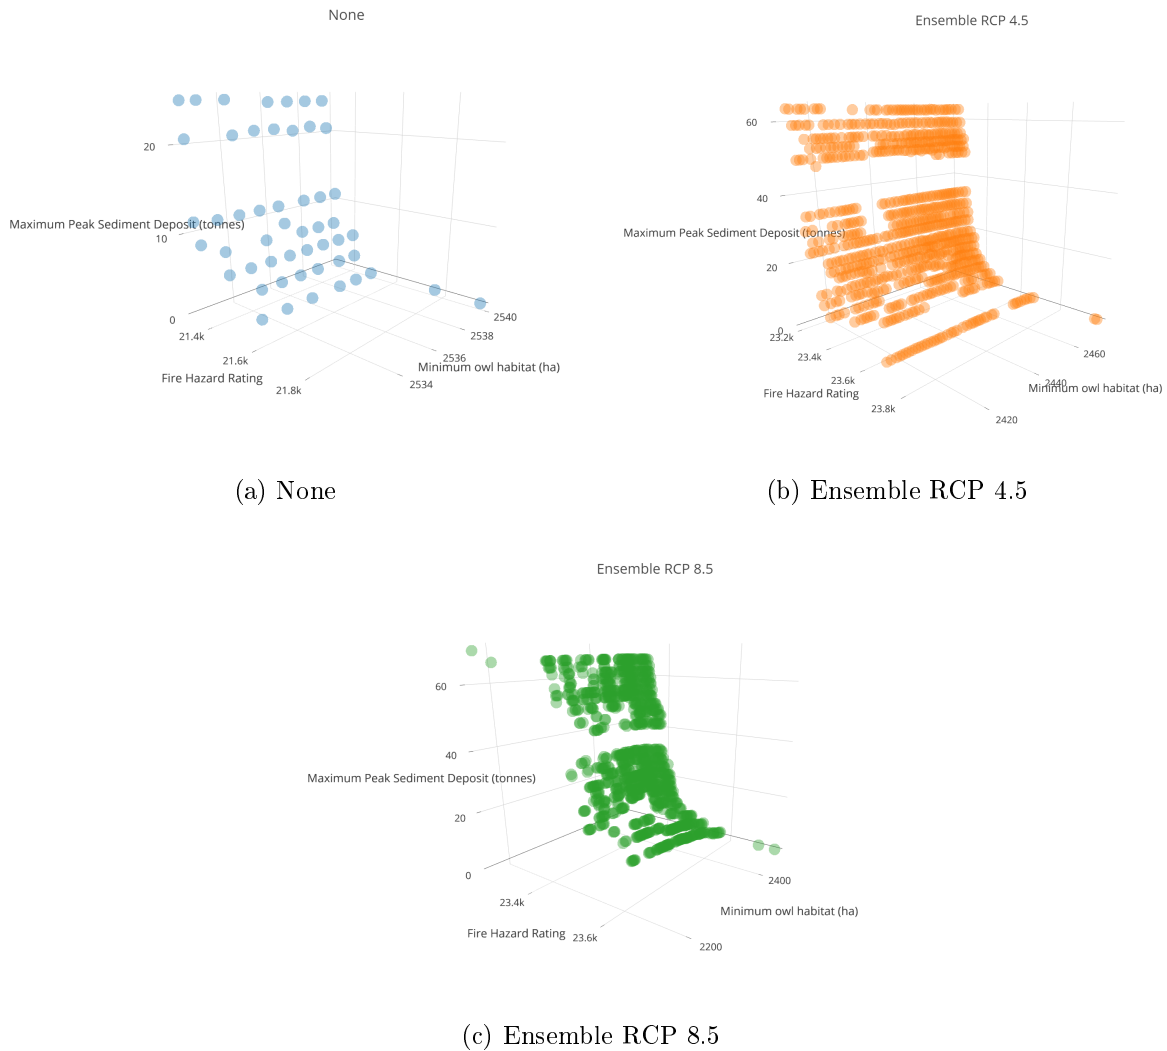 None
20
Maximum Peak Sediment Deposit (tonnes)
10
0
21.4k
21.6k
21.8k
Fire Hazard Rating
2540
2538
2536
2534
Minimum owl habitat (ha)
(a) None
Ensemble RCP 4.5
60
40
Maximum Peak Sediment Deposit (tonnes)
20
0
23.2k
23.4k
23.6k
23.8k
Fire Hazard Rating
2460
2440
2420
Minimum owl habitat (ha)
(b) Ensemble RCP 4.5
Ensemble RCP 8.5
60
40
Maximum Peak Sediment Deposit (tonnes)
20
0
23.4k
23.6k
Fire Hazard Rating
2400
2200
Minimum owl habitat (ha)
(c) Ensemble RCP 8.5